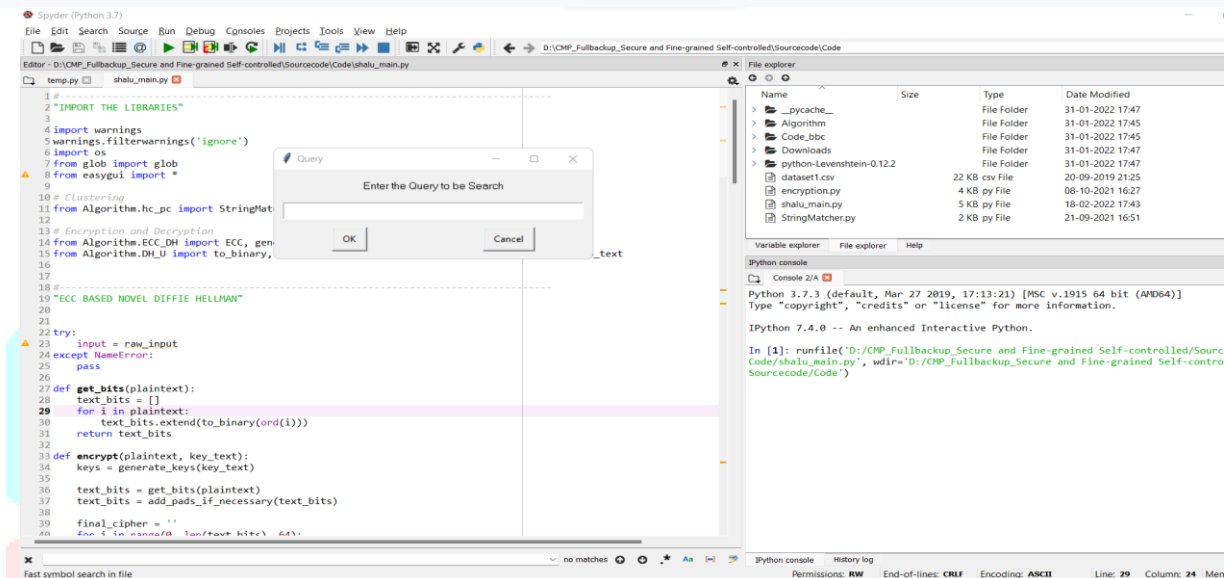 Spyder (Python 3.7)
File Edit Search Source Run Debug Consoles Projects Tools View Help
D:\CMP_Fullbackup_Secure and Fine-grained Self-controlled\Sourcecode\Code
Editor - D:\CMP_Fullbackup_Secure and Fine-grained Self-controlled\Sourcecode\Code\shalu_main.py
temp.py shalu_main.py
1 #--------------------------------------------------------------------------------------
2 "IMPORT THE LIBRARIES"
3
4 import warnings
5 warnings.filterwarnings('ignore')
6 import os
7 from glob import glob
8 from easygui import *
9
10 # Clustering
11 from Algorithm.hc_pc import StringMat
12
13 # Encryption and Decryption
14 from Algorithm.ECC_DH import ECC, gen
15 from Algorithm.DH_U import to_binary, _text
16
17
18 #--------------------------------------------------------------------------------------
19 "ECC BASED NOVEL DIFFIE HELLMAN"
20
21
22 try:
23 input = raw_input
24 except NameError:
25 pass
26
27 def get_bits(plaintext):
28 text_bits = []
29 for i in plaintext:
30 text_bits.extend(to_binary(ord(i)))
31 return text_bits
32
33 def encrypt(plaintext, key_text):
34 keys = generate_keys(key_text)
35
36 text_bits = get_bits(plaintext)
37 text_bits = add_pads_if_necessary(text_bits)
38
39 final_cipher = ''
40 for i in range(0, len(text_bits), 64):
Query
Enter the Query to be Search
OK Cancel
no matches Aa
Fast symbol search in file
File explorer
Name Size Type Date Modified
__pycache__ File Folder 31-01-2022 17:47
Algorithm File Folder 31-01-2022 17:45
Code_bbc File Folder 31-01-2022 17:45
Downloads File Folder 31-01-2022 17:47
python-Levenshtein-0.12.2 File Folder 31-01-2022 17:47
dataset1.csv 22 KB csv File 20-09-2019 21:25
encryption.py 4 KB py File 08-10-2021 16:27
shalu_main.py 5 KB py File 18-02-2022 17:43
StringMatcher.py 2 KB py File 21-09-2021 16:51
Variable explorer File explorer Help
IPython console
Console 2/A
Python 3.7.3 (default, Mar 27 2019, 17:13:21) [MSC v.1915 64 bit (AMD64)]
Type "copyright", "credits" or "license" for more information.
IPython 7.4.0 -- An enhanced Interactive Python.
In [1]: runfile('D:/CMP_Fullbackup_Secure and Fine-grained Self-controlled/Sourc
Code/shalu_main.py', wdir='D:/CMP_Fullbackup_Secure and Fine-grained Self-contro
Sourcecode/Code')
IPython console History log
Permissions: RW End-of-lines: CRLF Encoding: ASCII Line: 29 Column: 24 Mem